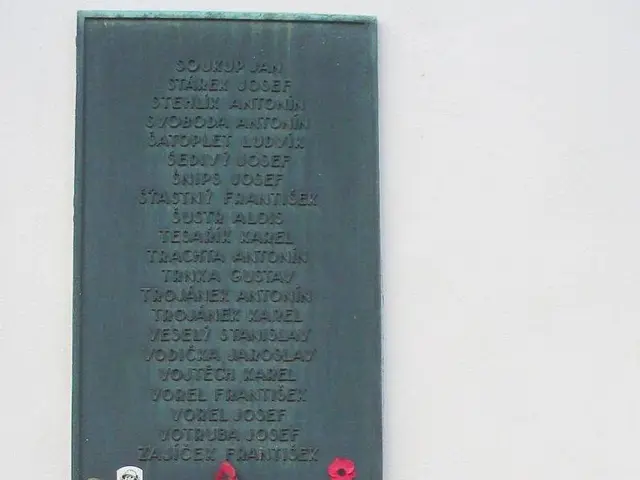 SOUKUP JAN
STÁREK JOSEF
STEHLÍK ANTONÍN
SVOBODA ANTONÍN
ŠATOPLET LUDVÍK
ŠEDIVÝ JOSEF
ŠNIPS JOSEF
ŠŤASTNÝ FRANTIŠEK
ŠUSTR ALOIS
TESAŘÍK KAREL
TRACHTA ANTONÍN
TRNKA GUSTAV
TROJÁNEK ANTONÍN
TROJÁNEK KAREL
VESELÝ STANISLAV
VODIČKA JAROSLAV
VOJTĚCH KAREL
VOREL FRANTIŠEK
VOREL JOSEF
VOTRUBA JOSEF
ZAJÍČEK FRANTIŠEK